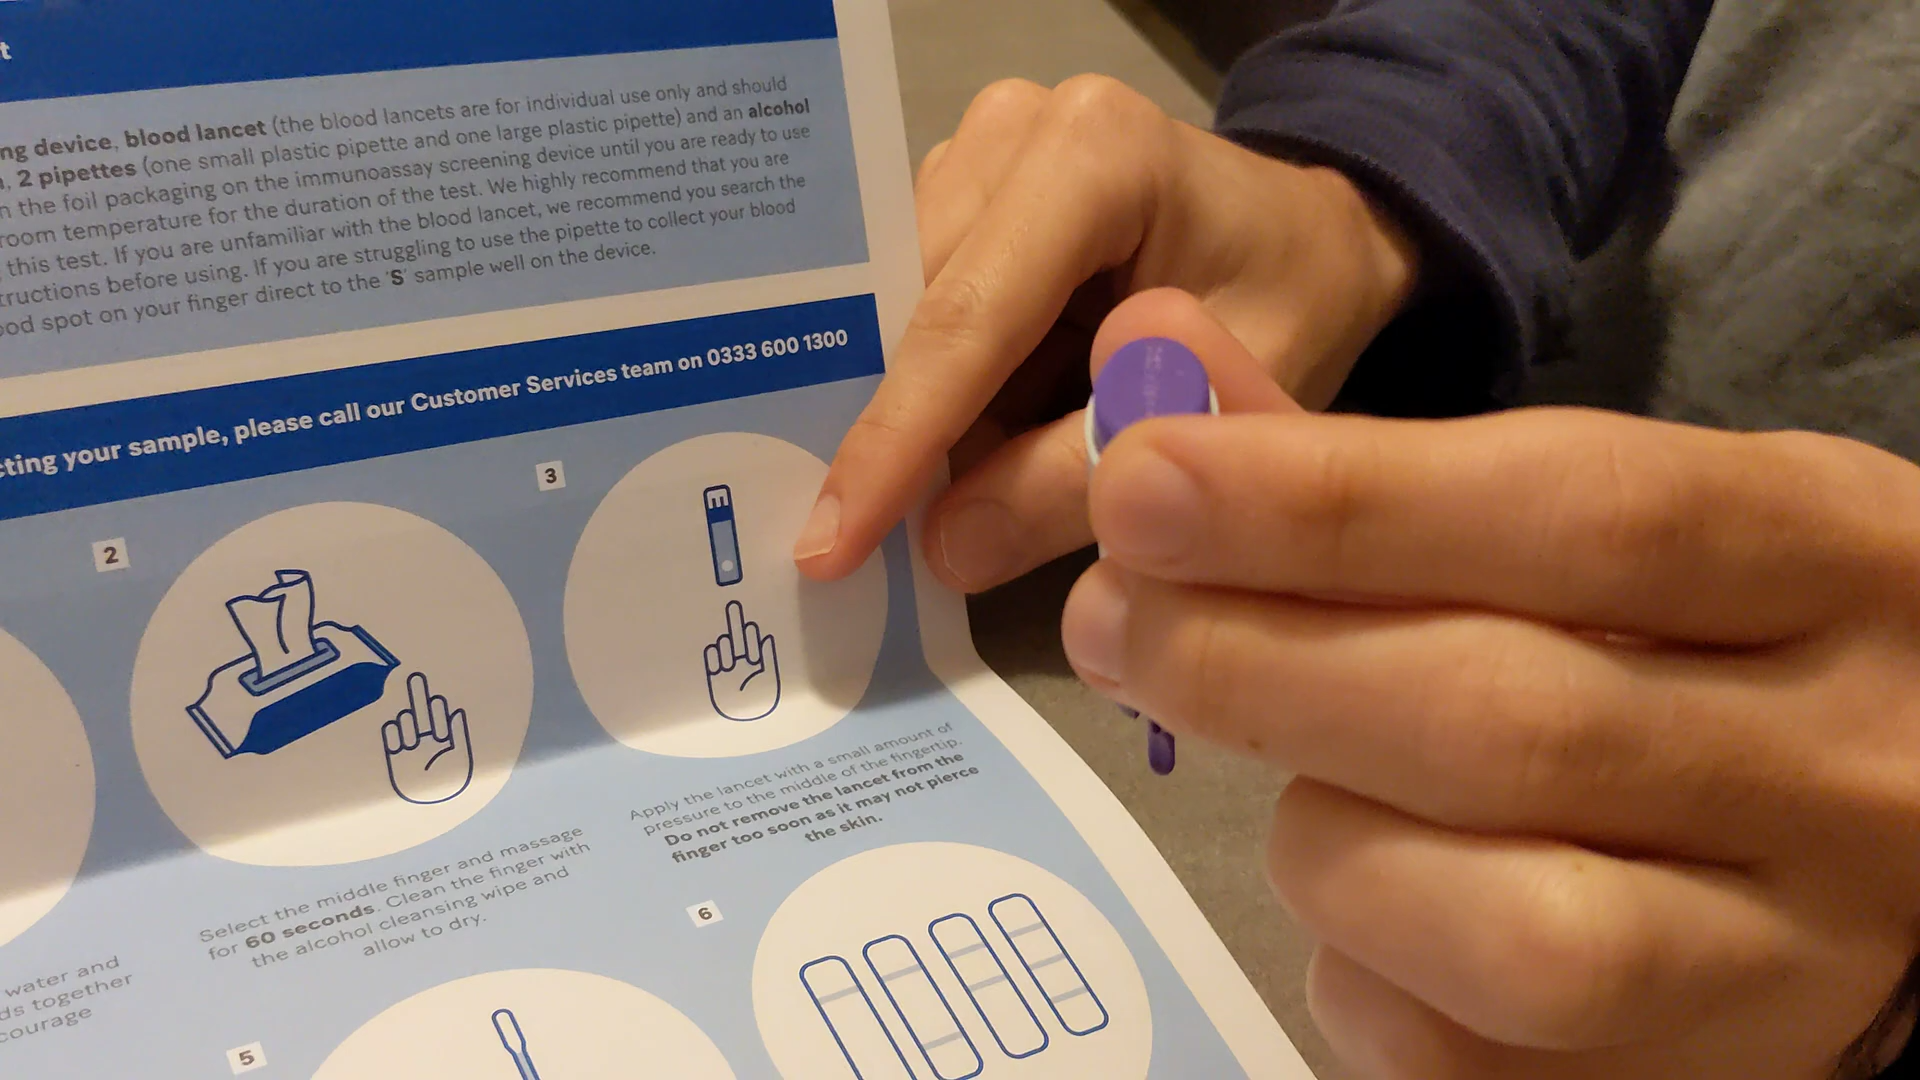 t
ng device, blood lancet (the blood lancets are for individual use only and should
, 2 pipettes (one small plastic pipette and one large plastic pipette) and an alcohol
n the foil packaging on the immunoassay screening device until you are ready to use
room temperature for the duration of the test. We highly recommend that you are
this test. If you are unfamiliar with the blood lancet, we recommend you search the
tructions before using. If you are struggling to use the pipette to collect your blood
ood spot on your finger direct to the 'S' sample well on the device.
cting your sample, please call our Customer Services team on 0333 600 1300
2
3
Select the middle finger and massage
for 60 seconds. Clean the finger with
the alcohol cleansing wipe and
allow to dry.
Apply the lancet with a small amount of
pressure to the middle of the fingertip.
Do not remove the lancet from the
finger too soon as it may not pierce
the skin.
water and
ds together
courage
5
6